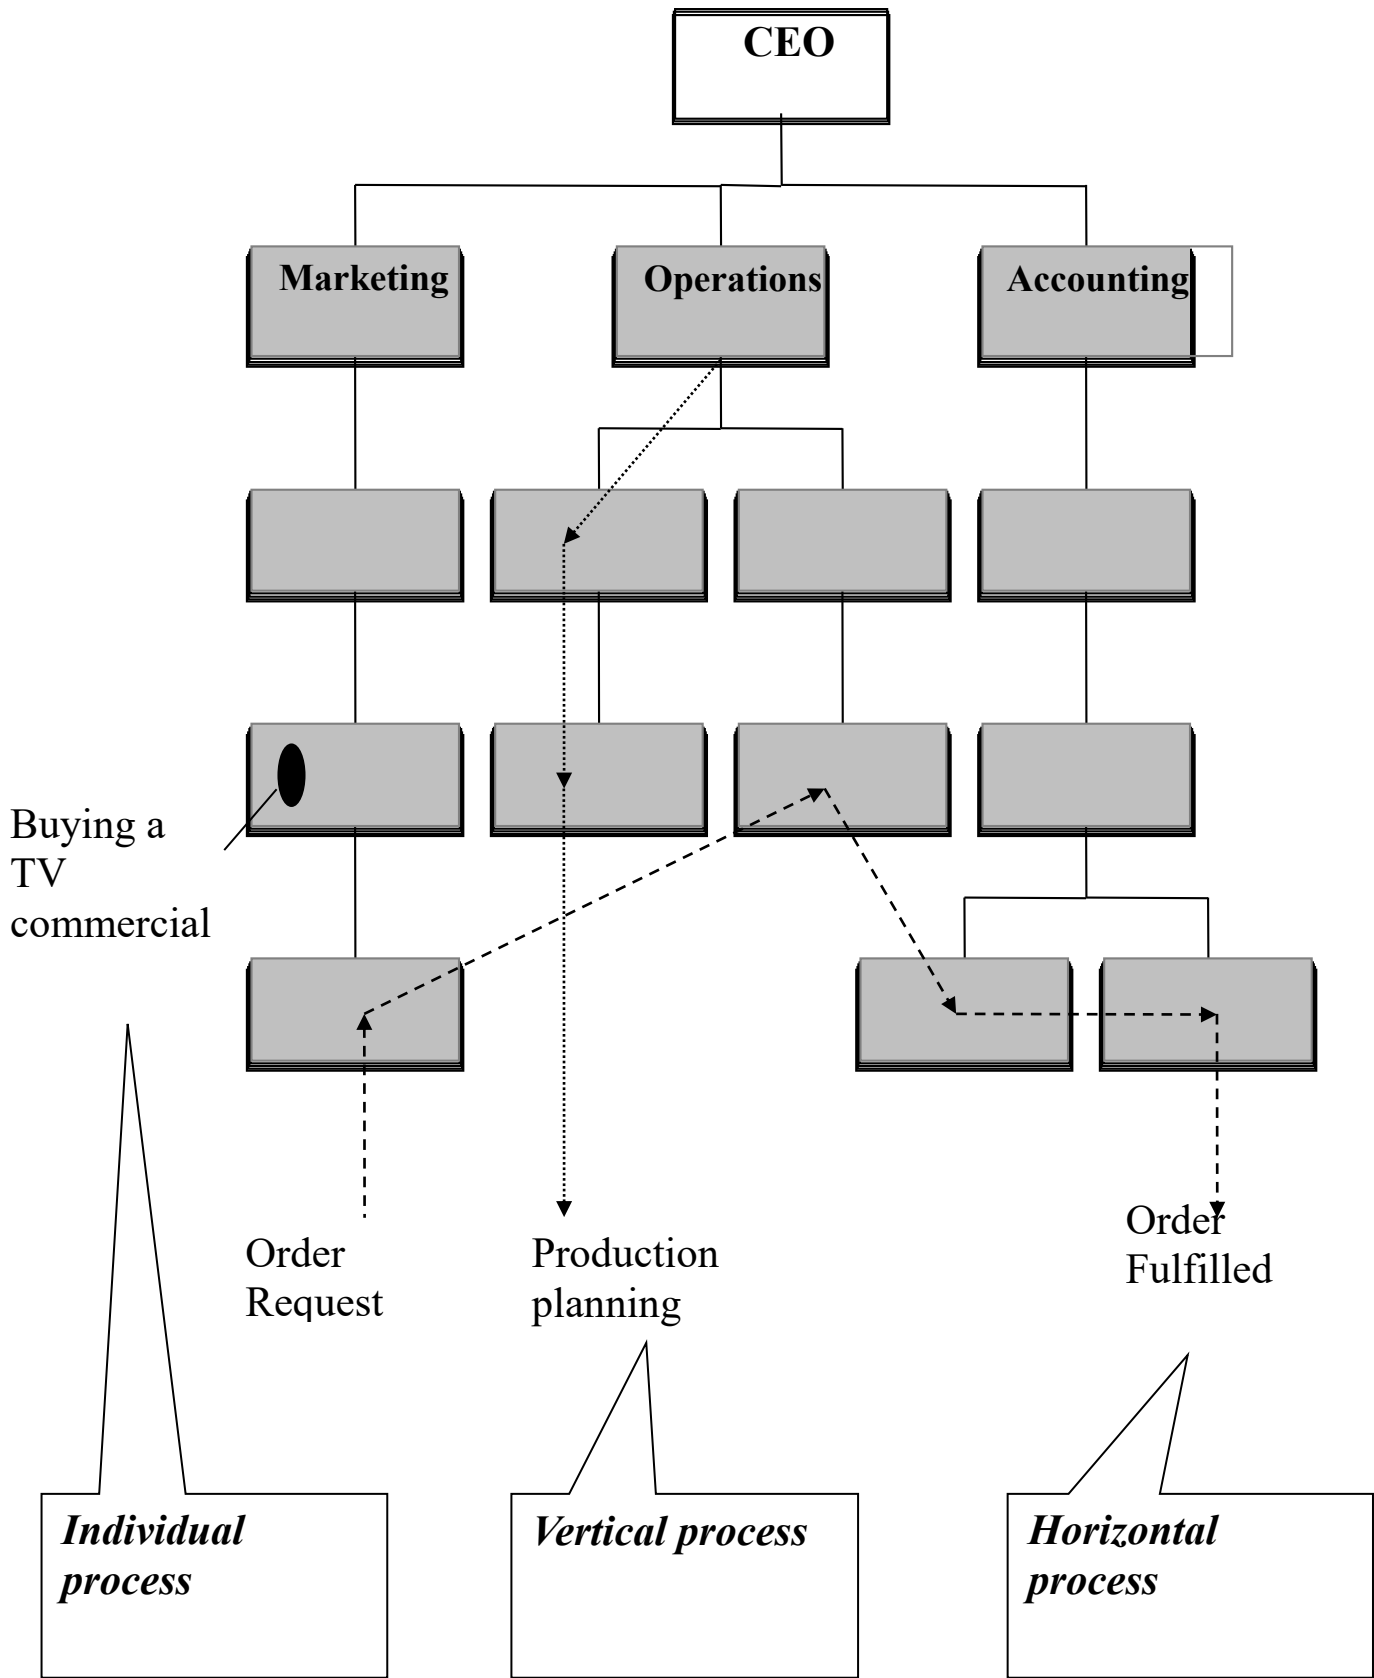 CEO
Marketing
Operations
Accounting
Buying a
TV
commercial
Order
Request
Production
planning
Order
Fulfilled
Individual
process
Vertical process
Horizontal
process